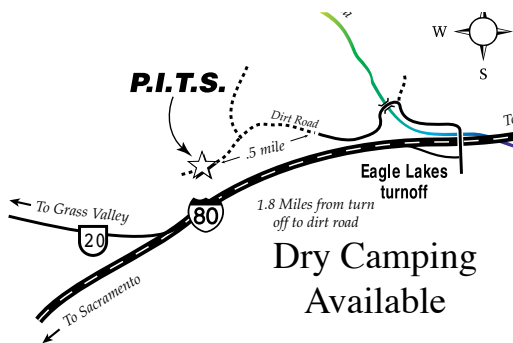 W
S
P.I.T.S.
Dirt Road
.5 mile
To
Eagle Lakes
turnoff
To Grass Valley
20
80
1.8 Miles from turn
off to dirt road
Dry Camping
Available
To Sacramento